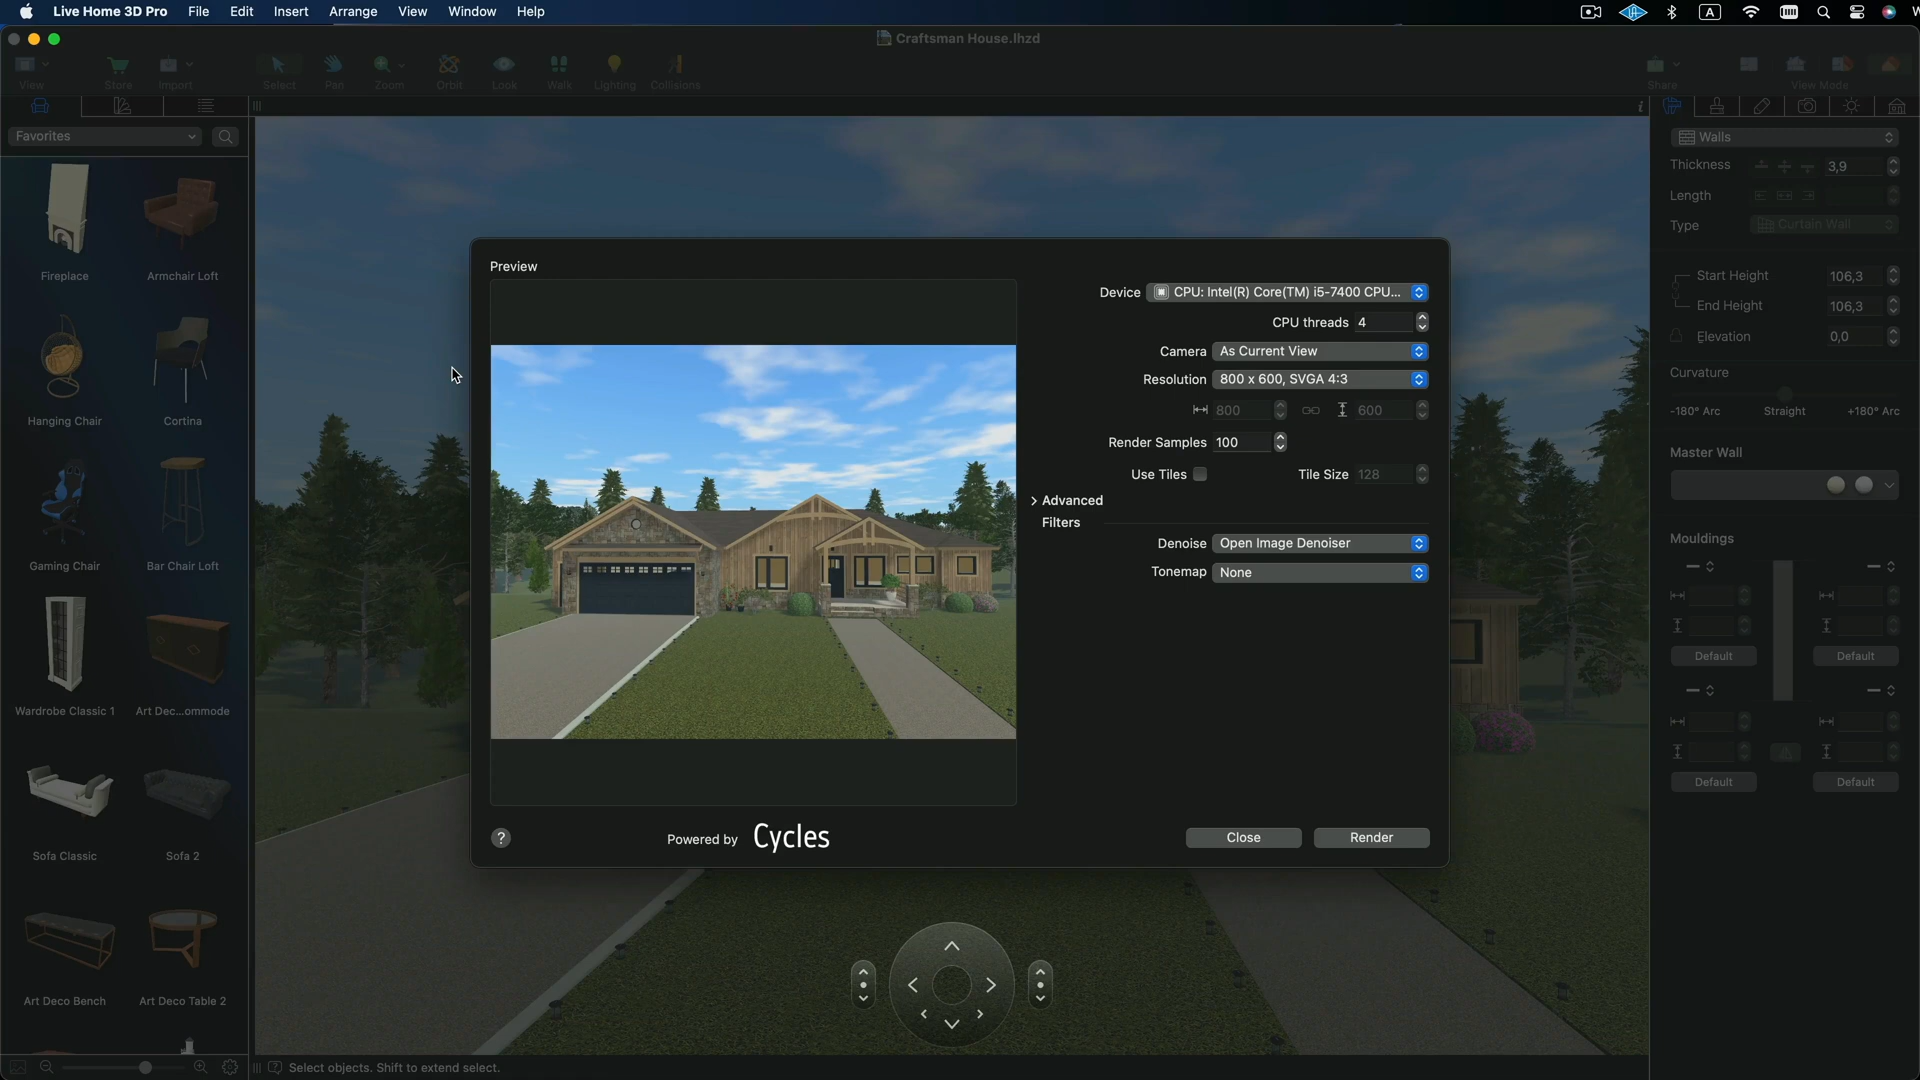 Live Home 3D Pro File Edit Insert Arrange View Window Help
A
Craftsman House.lhzd
View Store Import Select Pan Zoom Orbit Look Walk Lighting Collisions Share View Mode
i
Favorites
Fireplace Armchair Loft
Hanging Chair Cortina
Gaming Chair Bar Chair Loft
Wardrobe Classic 1 Art Dec...ommode
Sofa Classic Sofa 2
Art Deco Bench Art Deco Table 2
Preview
Device CPU: Intel(R) Core(TM) i5-7400 CPU...
CPU threads 4
Camera As Current View
Resolution 800 x 600, SVGA 4:3
800 600
Render Samples 100
Use Tiles Tile Size 128
Advanced
Filters
Denoise Open Image Denoiser
Tonemap None
? Powered by Cycles Close Render
Walls
Thickness 3,9
Length
Type Curtain Wall
Start Height 106,3
End Height 106,3
Elevation 0,0
Curvature
-180° Arc Straight +180° Arc
Master Wall
Mouldings
Default Default
Default Default
? Select objects. Shift to extend select.